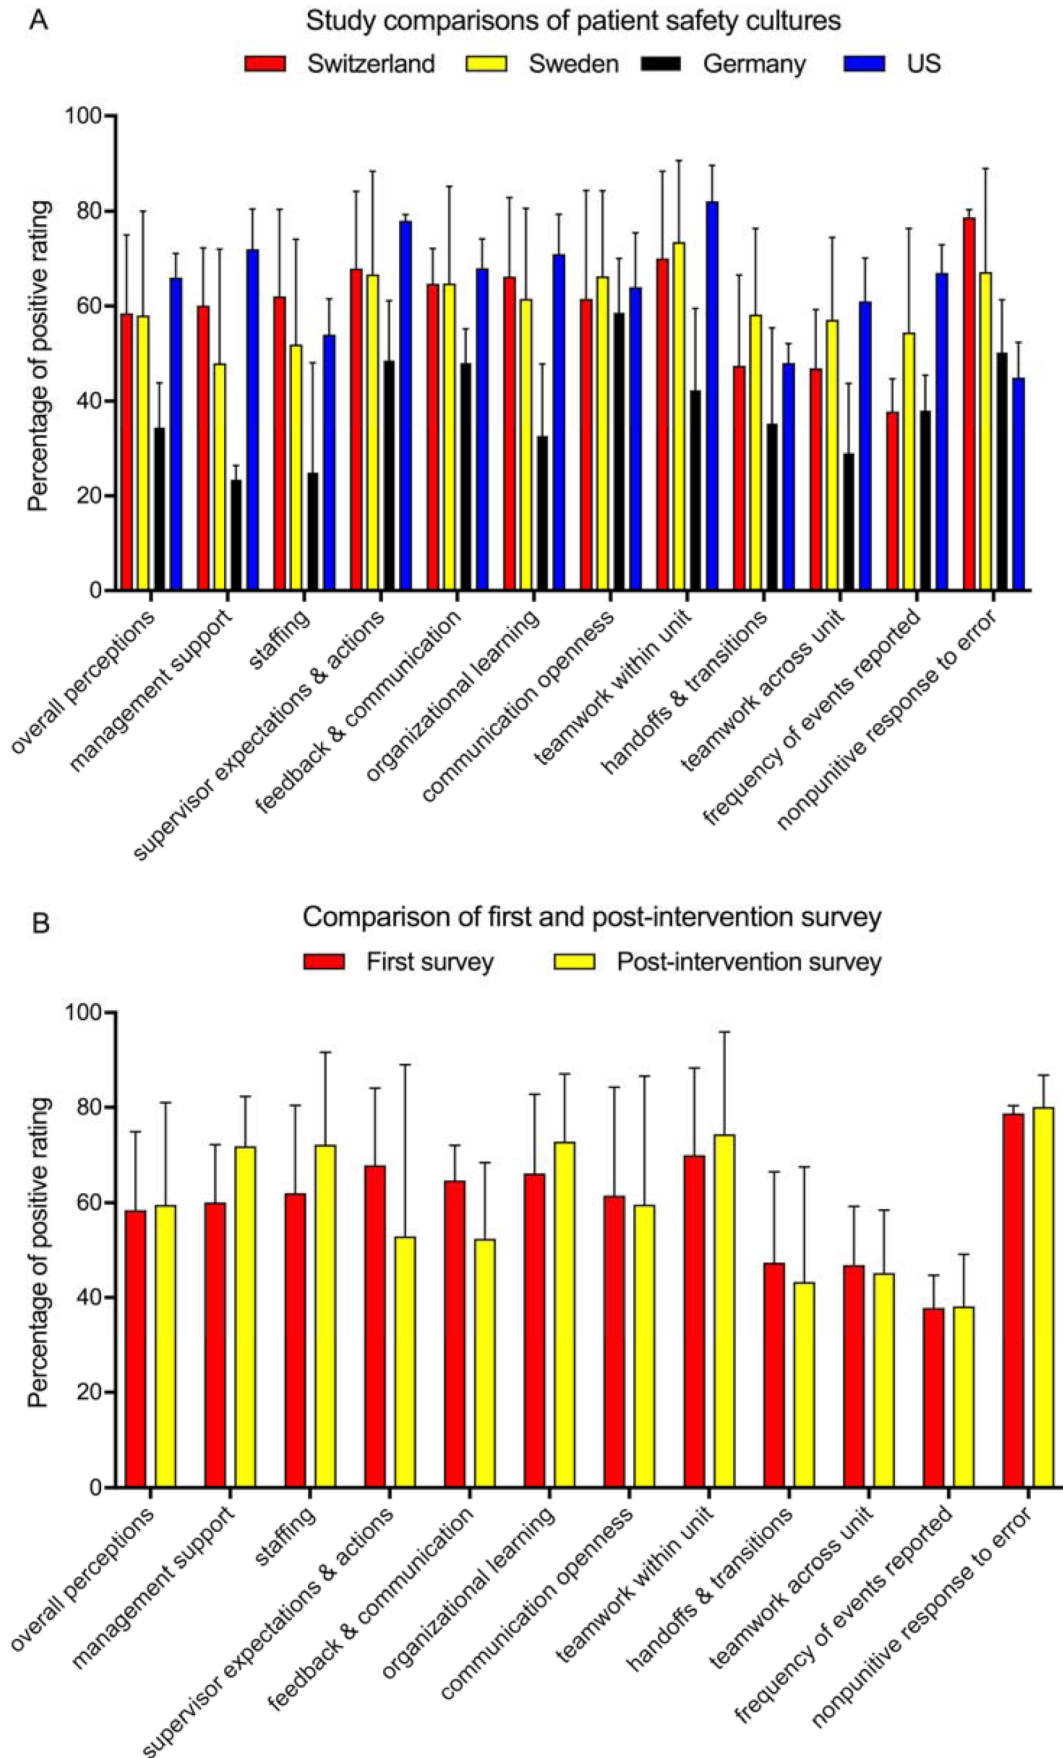 A
Study comparisons of patient safety cultures
Switzerland Sweden Germany US
Percentage of positive rating
100
80
60
40
20
0
overall perceptions
management support
staffing
supervisor expectations & actions
feedback & communication
organizational learning
communication openness
teamwork within unit
handoffs & transitions
teamwork across unit
frequency of events reported
nonpunitive response to error
B
Comparison of first and post-intervention survey
First survey Post-intervention survey
Percentage of positive rating
100
80
60
40
20
0
overall perceptions
management support
staffing
supervisor expectations & actions
feedback & communication
organizational learning
communication openness
teamwork within unit
handoffs & transitions
teamwork across unit
frequency of events reported
nonpunitive response to error